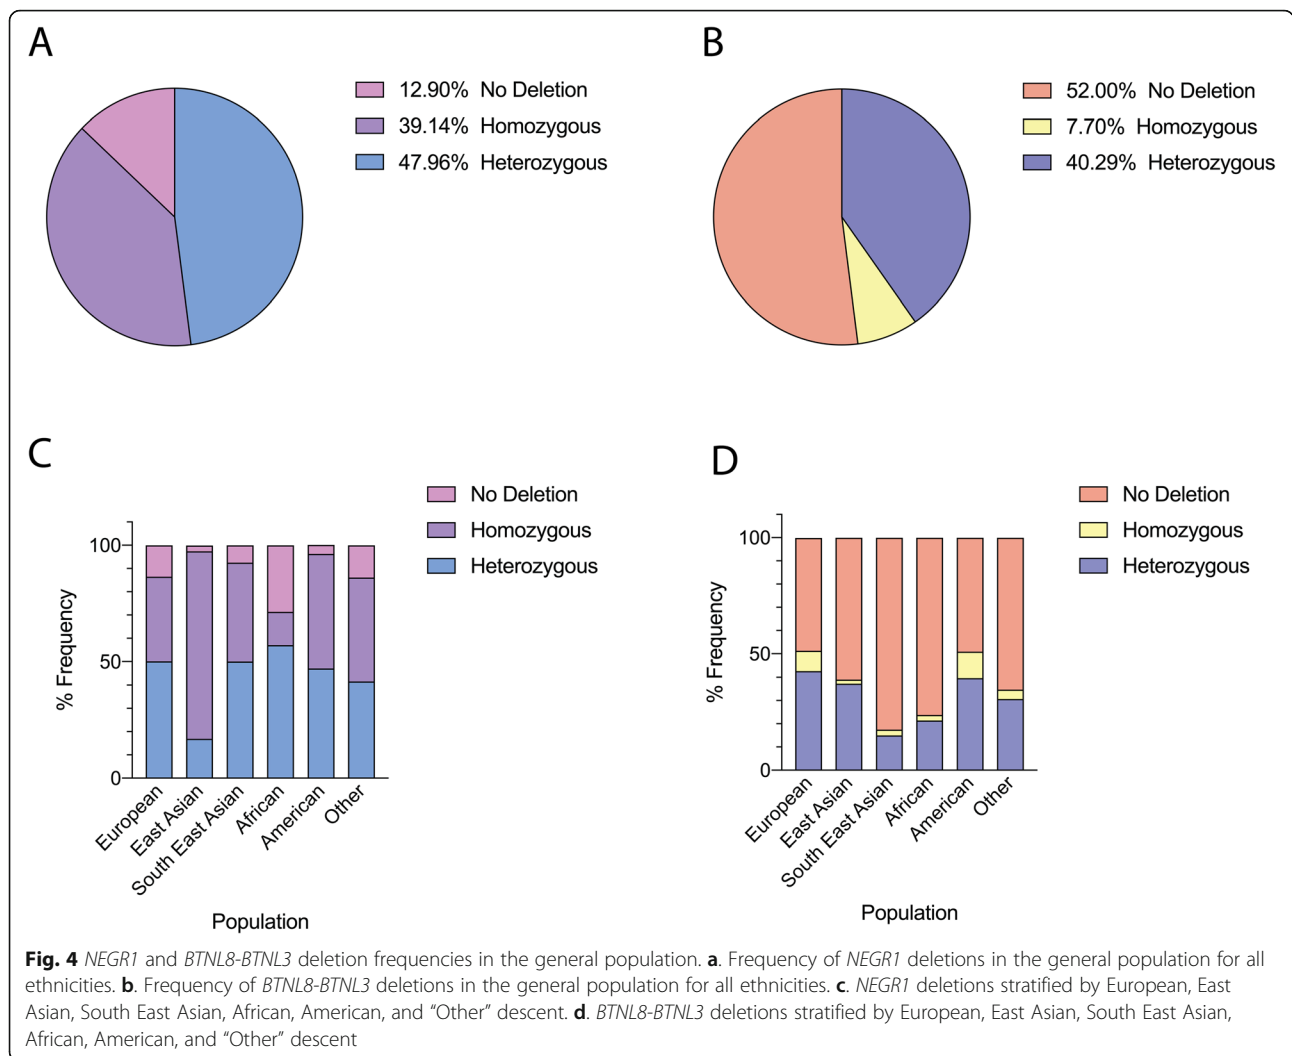 A
12.90% No Deletion
39.14% Homozygous
47.96% Heterozygous
B
52.00% No Deletion
7.70% Homozygous
40.29% Heterozygous
C
No Deletion
Homozygous
Heterozygous
% Frequency
100
50
0
European
East Asian
South East Asian
African
American
Other
Population
D
No Deletion
Homozygous
Heterozygous
% Frequency
100
50
0
European
East Asian
South East Asian
African
American
Other
Population
Fig. 4 NEGR1 and BTNL8-BTNL3 deletion frequencies in the general population. a. Frequency of NEGR1 deletions in the general population for all
ethnicities. b. Frequency of BTNL8-BTNL3 deletions in the general population for all ethnicities. c. NEGR1 deletions stratified by European, East
Asian, South East Asian, African, American, and “Other” descent. d. BTNL8-BTNL3 deletions stratified by European, East Asian, South East Asian,
African, American, and “Other” descent